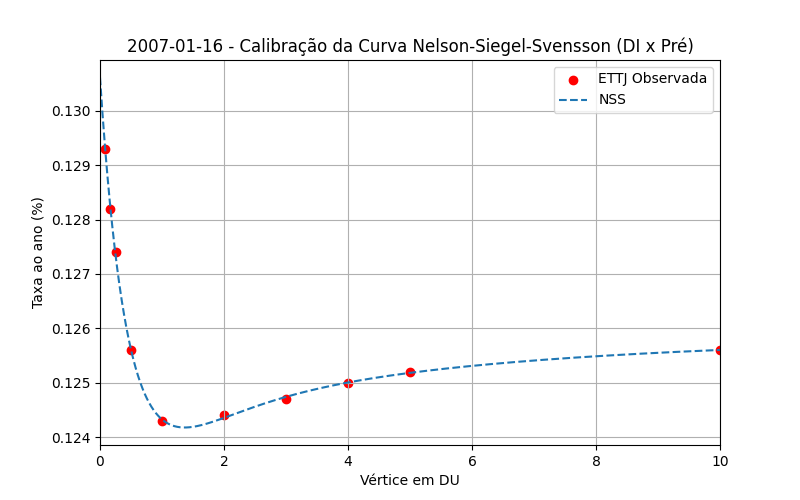 2007-01-16 - Calibração da Curva Nelson-Siegel-Svensson (DI x Pré)
ETTJ Observada
NSS
Taxa ao ano (%)
0.130
0.129
0.128
0.127
0.126
0.125
0.124
0 2 4 6 8 10
Vértice em DU